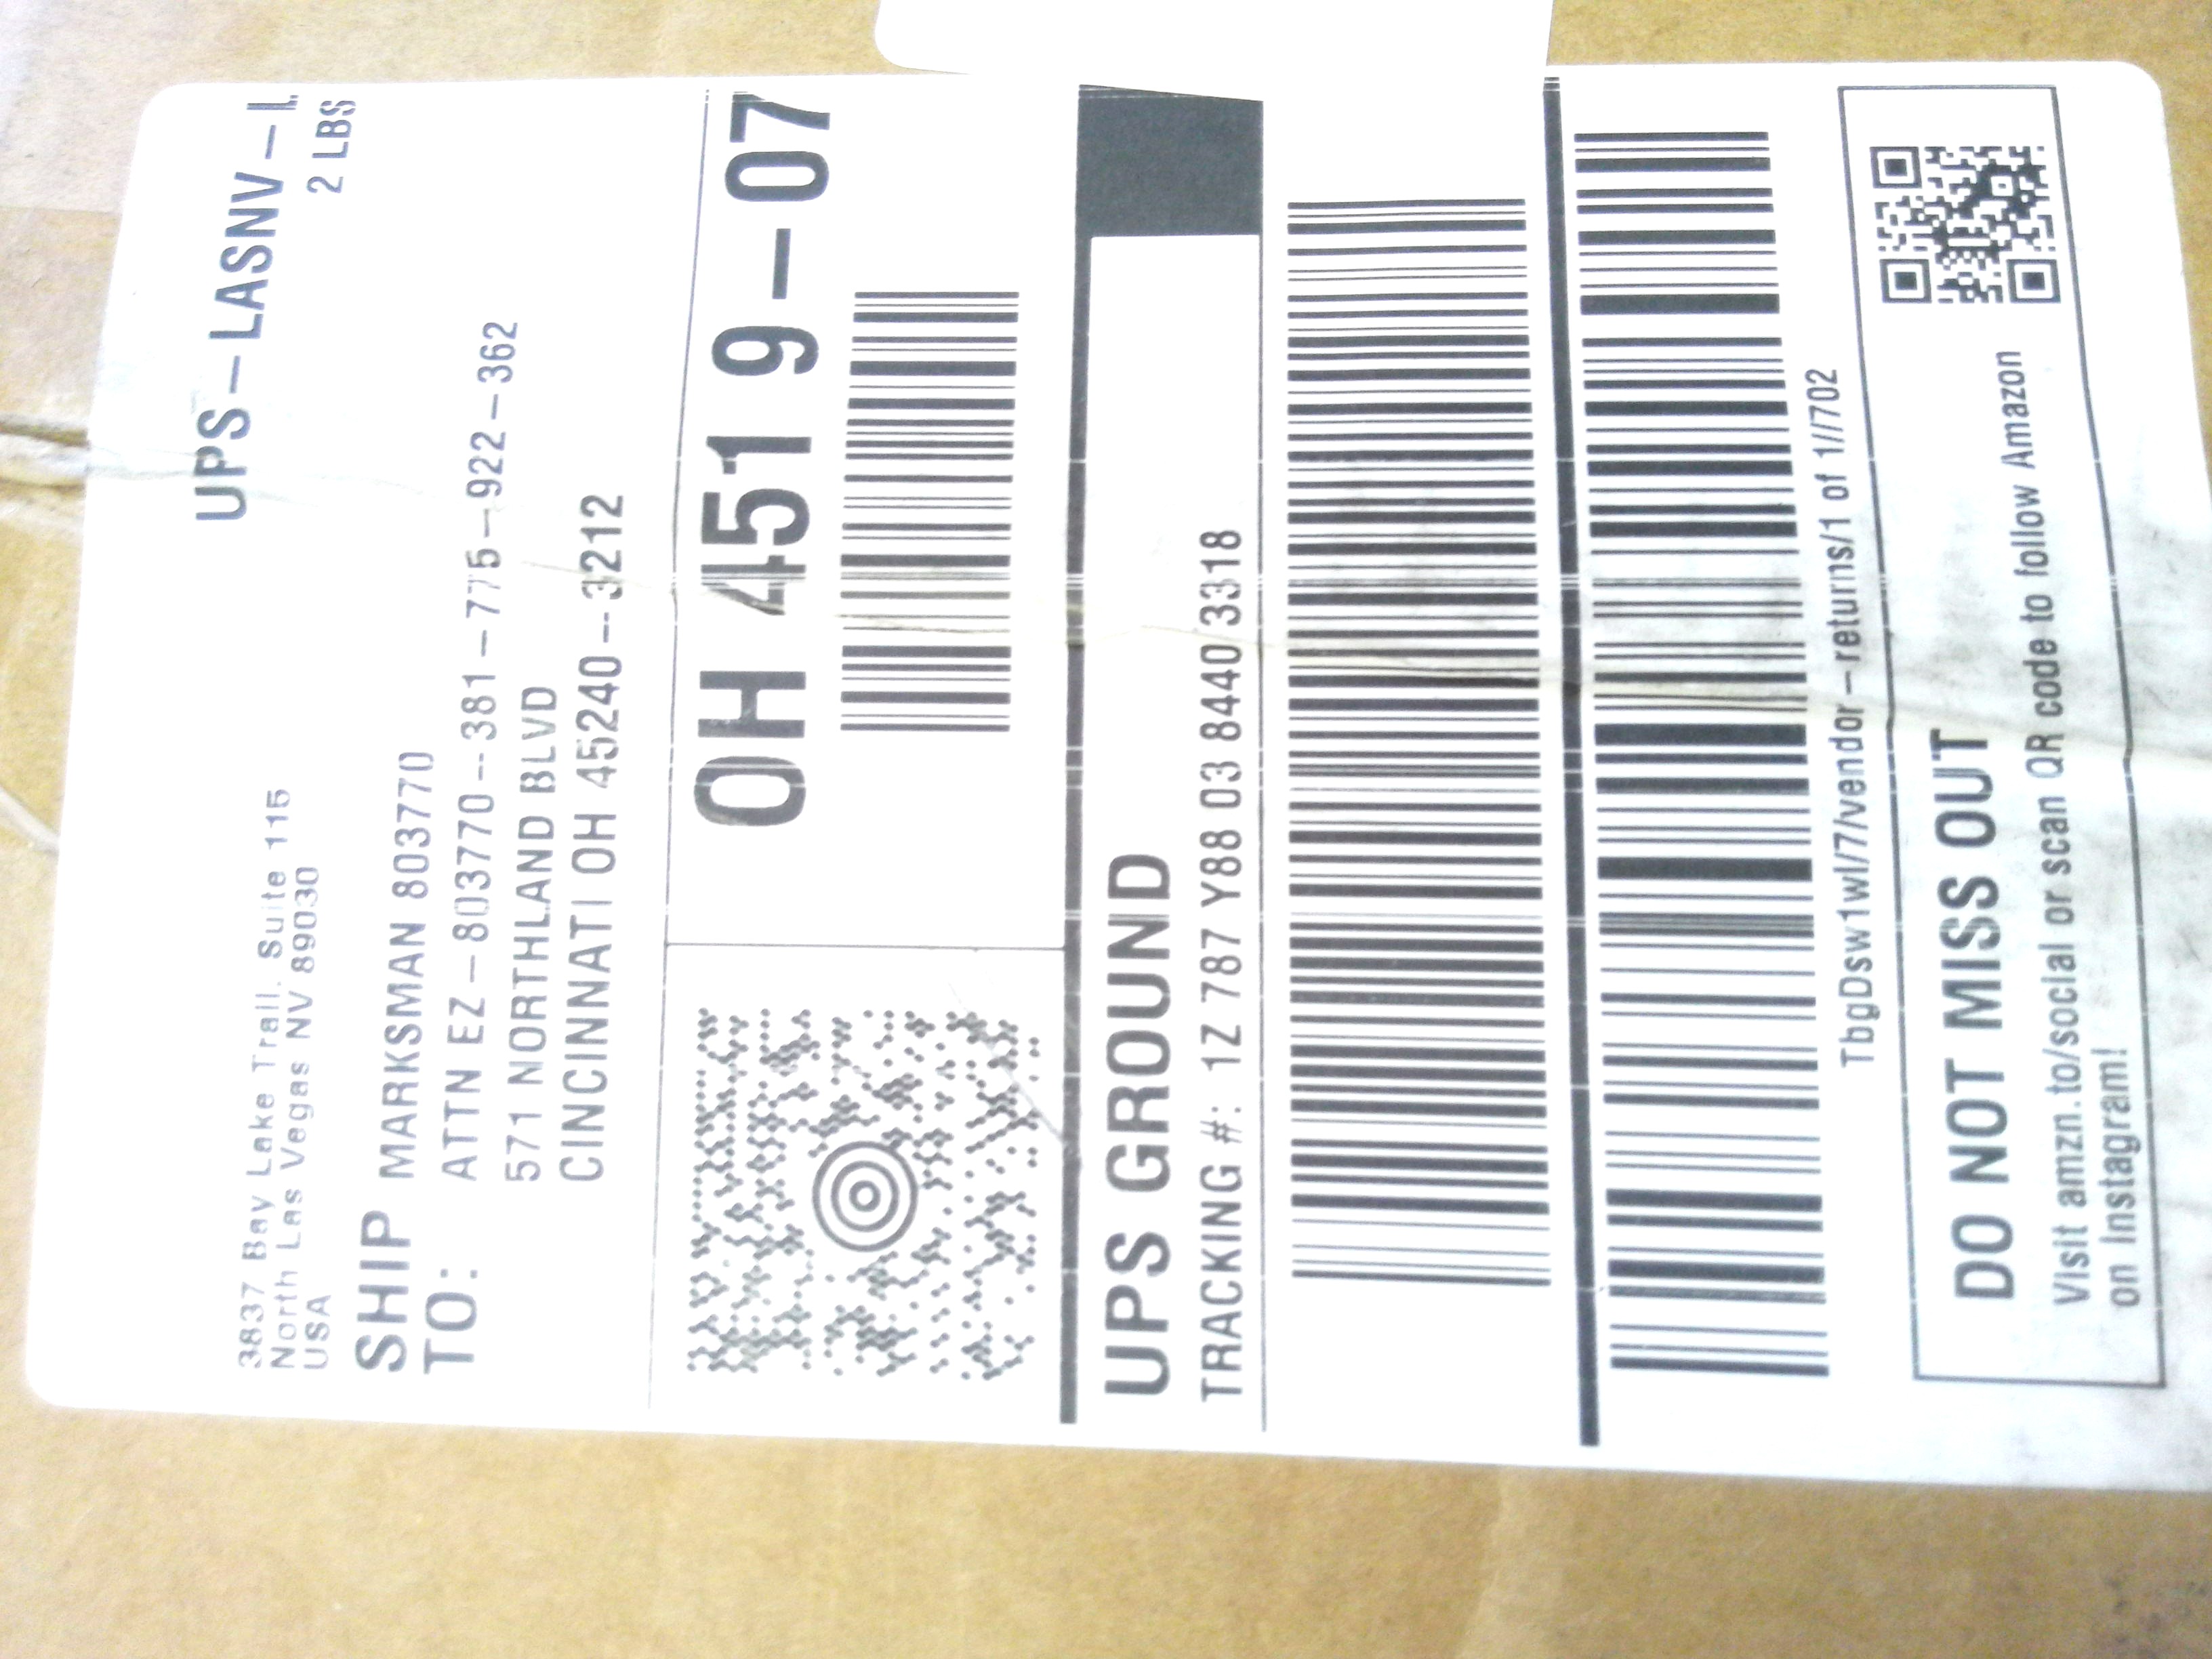 UPS-LASNV-
2 LBS
3837 Bay Lake Trail, Suite 115
North Las Vegas NV 89030
USA
SHIP TO:
MARKSMAN 803770
ATTN EZ-803770--381-775-922-362
571 NORTHLAND BLVD
CINCINNATI OH 45240--3212
OH 451 9-07
UPS GROUND
TRACKING #: 1Z 787 Y88 03 8440 3318
TbgDsw1wl/7/vendor-returns/1 of 1//702
DO NOT MISS OUT
Visit amzn.to/social or scan QR code to follow Amazon
on Instagram!